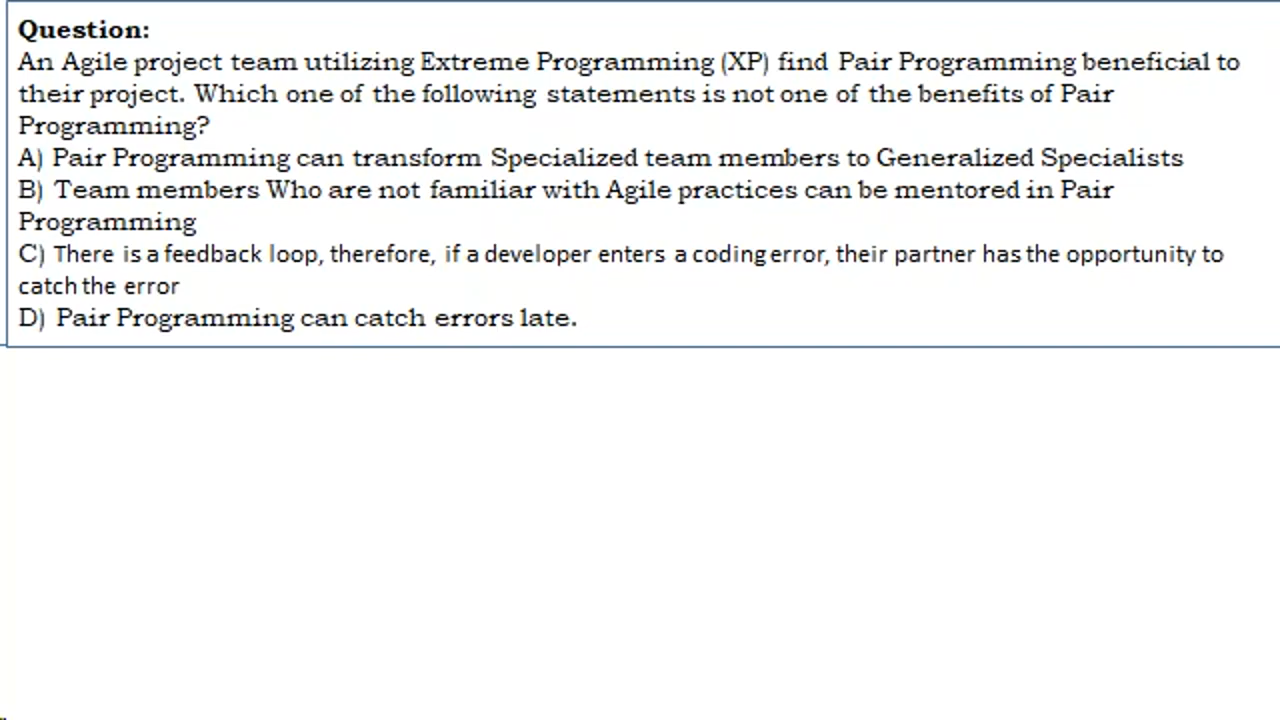 Question:
An Agile project team utilizing Extreme Programming (XP) find Pair Programming beneficial to
their project. Which one of the following statements is not one of the benefits of Pair
Programming?
A) Pair Programming can transform Specialized team members to Generalized Specialists
B) Team members Who are not familiar with Agile practices can be mentored in Pair
Programming
C) There is a feedback loop, therefore, if a developer enters a coding error, their partner has the opportunity to
catch the error
D) Pair Programming can catch errors late.